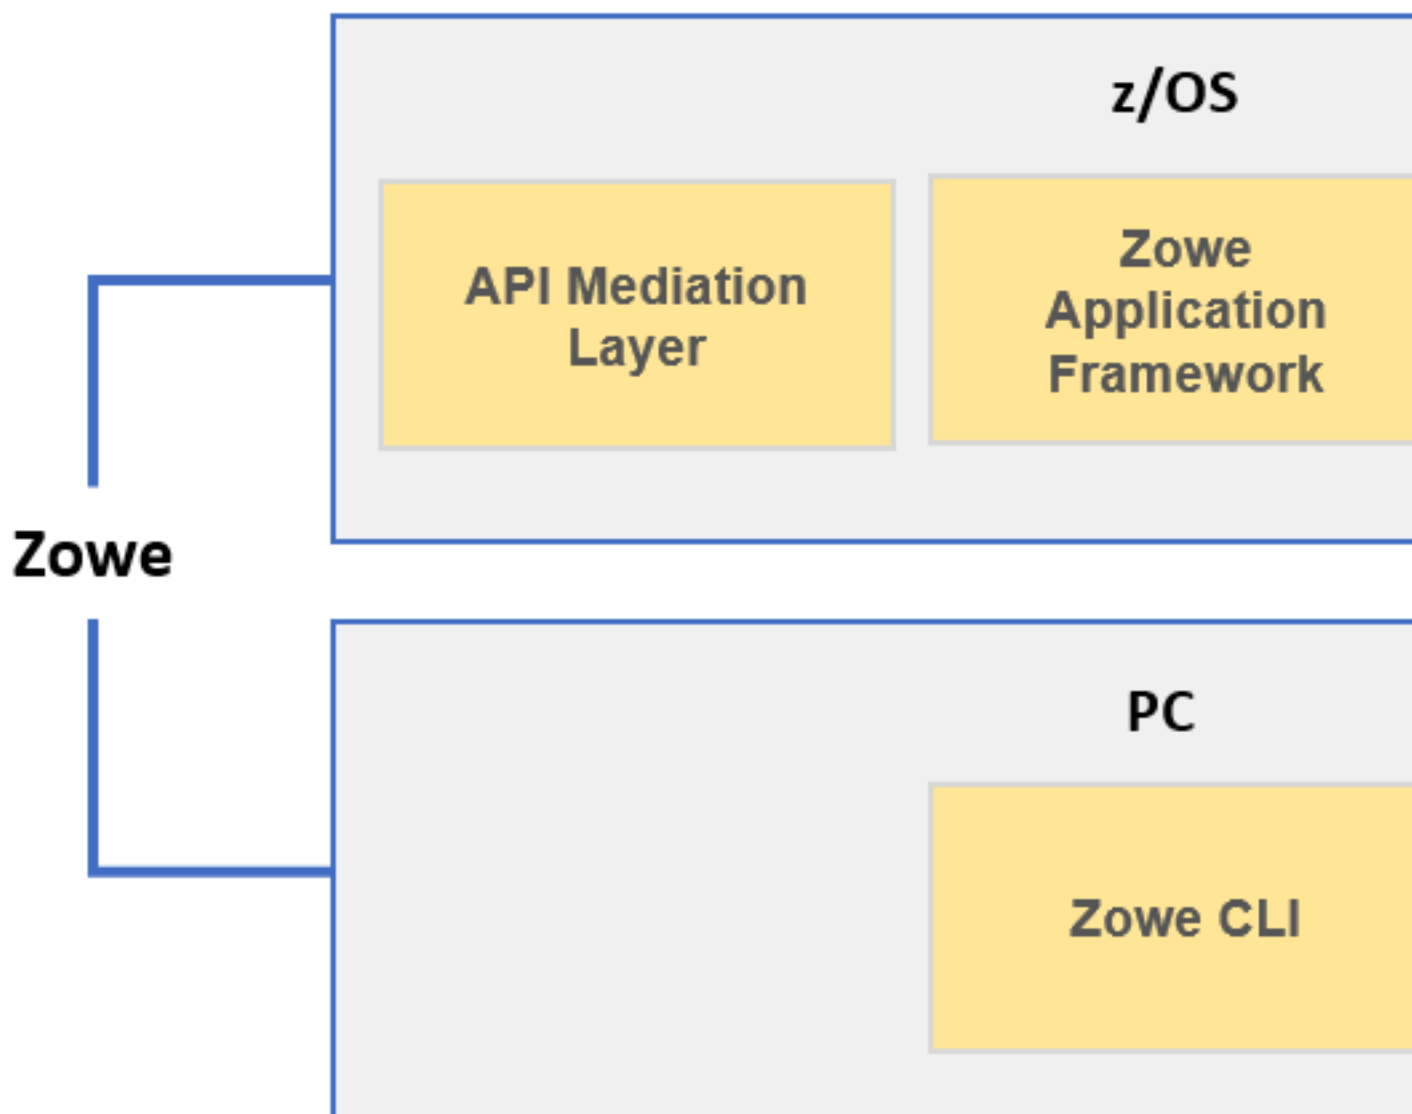 z/OS
API Mediation
Layer
Zowe
Application
Framework
Zowe
PC
Zowe CLI